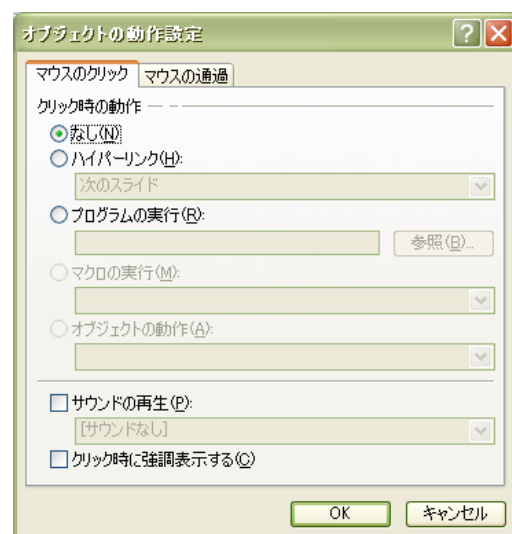 オブジェクトの動作設定
マウスのクリック マウスの通過
クリック時の動作
なし(N)
ハイパーリンク(H):
次のスライド
プログラムの実行(R):
参照(B)...
マクロの実行(M):
オブジェクトの動作(A):
サウンドの再生(P):
[サウンドなし]
クリック時に強調表示する(C)
OK キャンセル